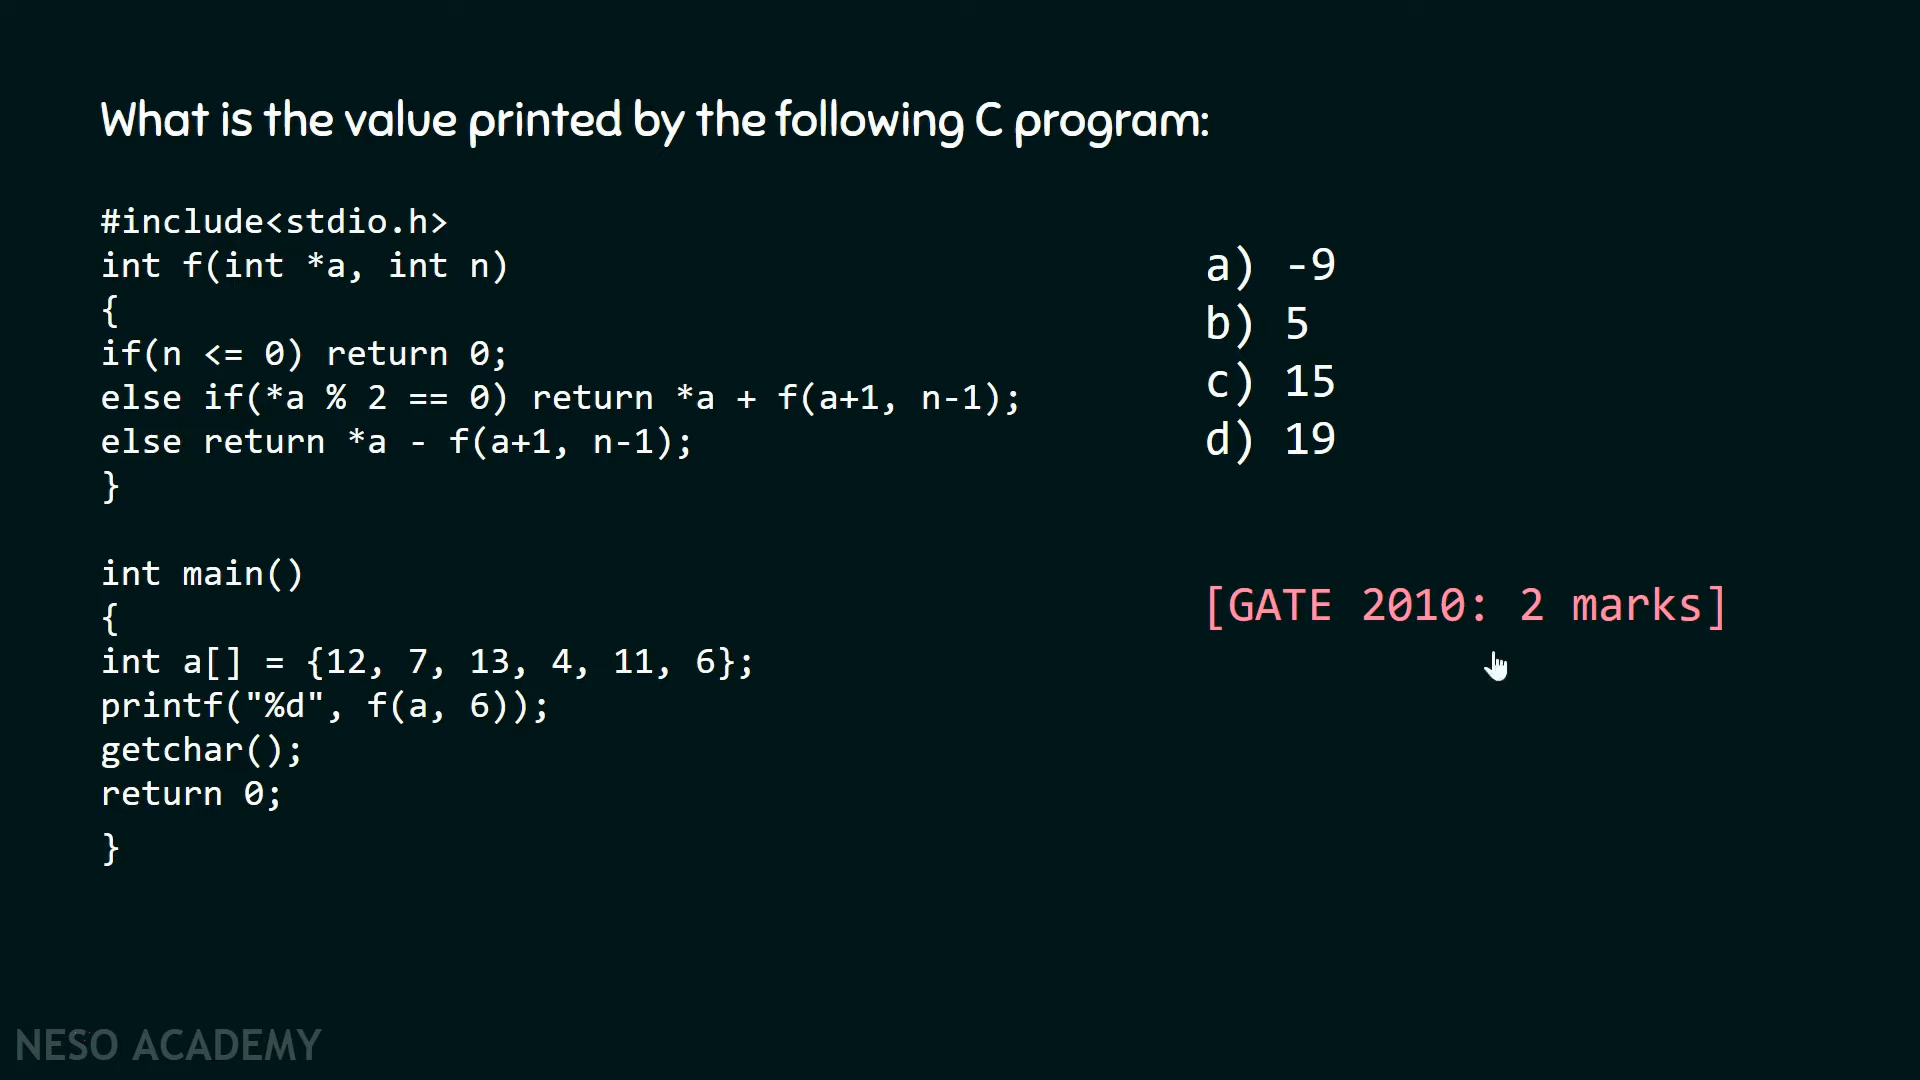 What is the value printed by the following C program:
#include<stdio.h>
int f(int *a, int n)
{
if(n <= 0) return 0;
else if(*a % 2 == 0) return *a + f(a+1, n-1);
else return *a - f(a+1, n-1);
}
int main()
{
int a[] = {12, 7, 13, 4, 11, 6};
printf("%d", f(a, 6));
getchar();
return 0;
}
a) -9
b) 5
c) 15
d) 19
[GATE 2010: 2 marks]
NESO ACADEMY